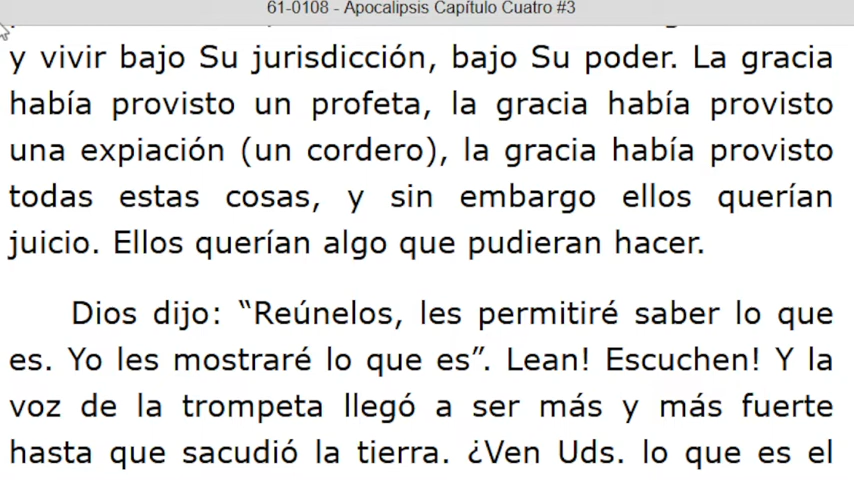 61-0108 - Apocalipsis Capítulo Cuatro #3
y vivir bajo Su jurisdicción, bajo Su poder. La gracia
había provisto un profeta, la gracia había provisto
una expiación (un cordero), la gracia había provisto
todas estas cosas, y sin embargo ellos querían
juicio. Ellos querían algo que pudieran hacer.
Dios dijo: “Reúnelos, les permitiré saber lo que
es. Yo les mostraré lo que es”. Lean! Escuchen! Y la
voz de la trompeta llegó a ser más y más fuerte
hasta que sacudió la tierra. ¿Ven Uds. lo que es el